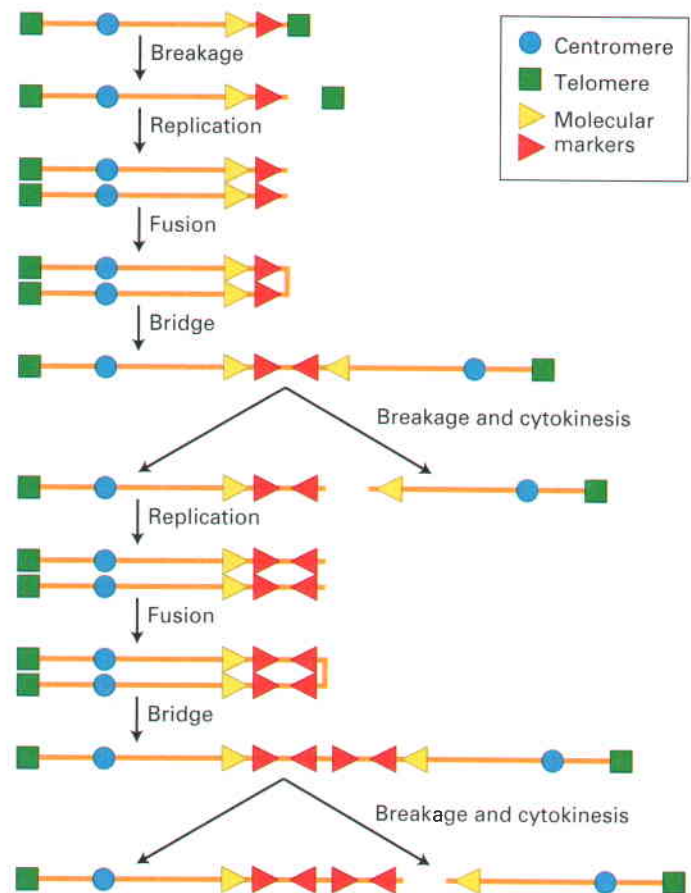 Breakage
Replication
Fusion
Bridge
Breakage and cytokinesis
Replication
Fusion
Bridge
Breakage and cytokinesis
Centromere
Telomere
Molecular
markers